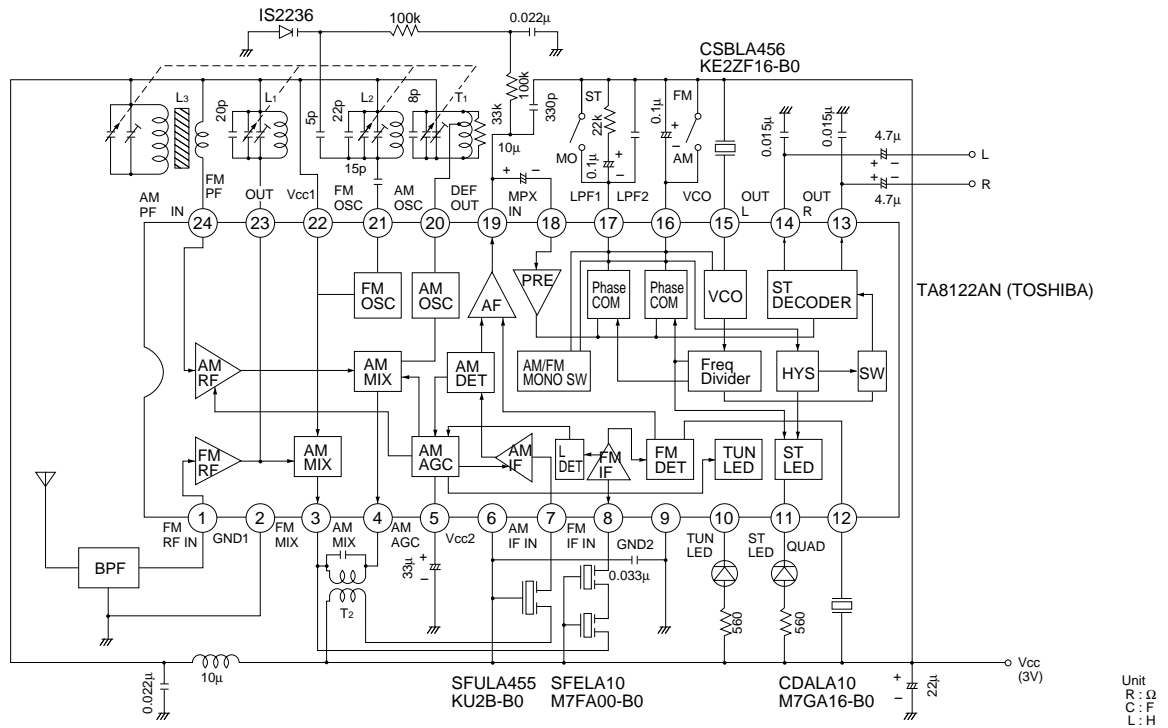 IS2236
100k
0.022μ
CSBLA456
KE2ZF16-B0
L3
20p
L1
5p
22p
L2
8p
T1
33k
100k
330p
ST
22k
0.1μ
0.1μ
FM
0.015μ
0.015μ
4.7μ
L
R
4.7μ
15p
10μ
MO
AM
AM
PF
IN
FM
PF
OUT
Vcc1
FM
OSC
AM
OSC
DEF
OUT
MPX
IN
LPF1
LPF2
VCO
OUT
L
OUT
R
24
23
22
21
20
19
18
17
16
15
14
13
FM
OSC
AM
OSC
AF
PRE
Phase
COM
Phase
COM
VCO
ST
DECODER
TA8122AN (TOSHIBA)
AM
RF
AM
MIX
AM
DET
AM/FM
MONO SW
Freq
Divider
HYS
SW
FM
RF
AM
MIX
AM
AGC
AM
IF
L
DET
FM
IF
FM
DET
TUN
LED
ST
LED
1
2
3
4
5
6
7
8
9
10
11
12
FM
RF IN
GND1
FM
MIX
AM
MIX
AM
AGC
Vcc2
AM
IF IN
FM
IF IN
GND2
TUN
LED
ST
LED
QUAD
BPF
T2
33μ
0.033μ
560
560
0.022μ
10μ
SFULA455
KU2B-B0
SFELA10
M7FA00-B0
CDALA10
M7GA16-B0
22μ
Vcc
(3V)
Unit
R : Ω
C : F
L : H